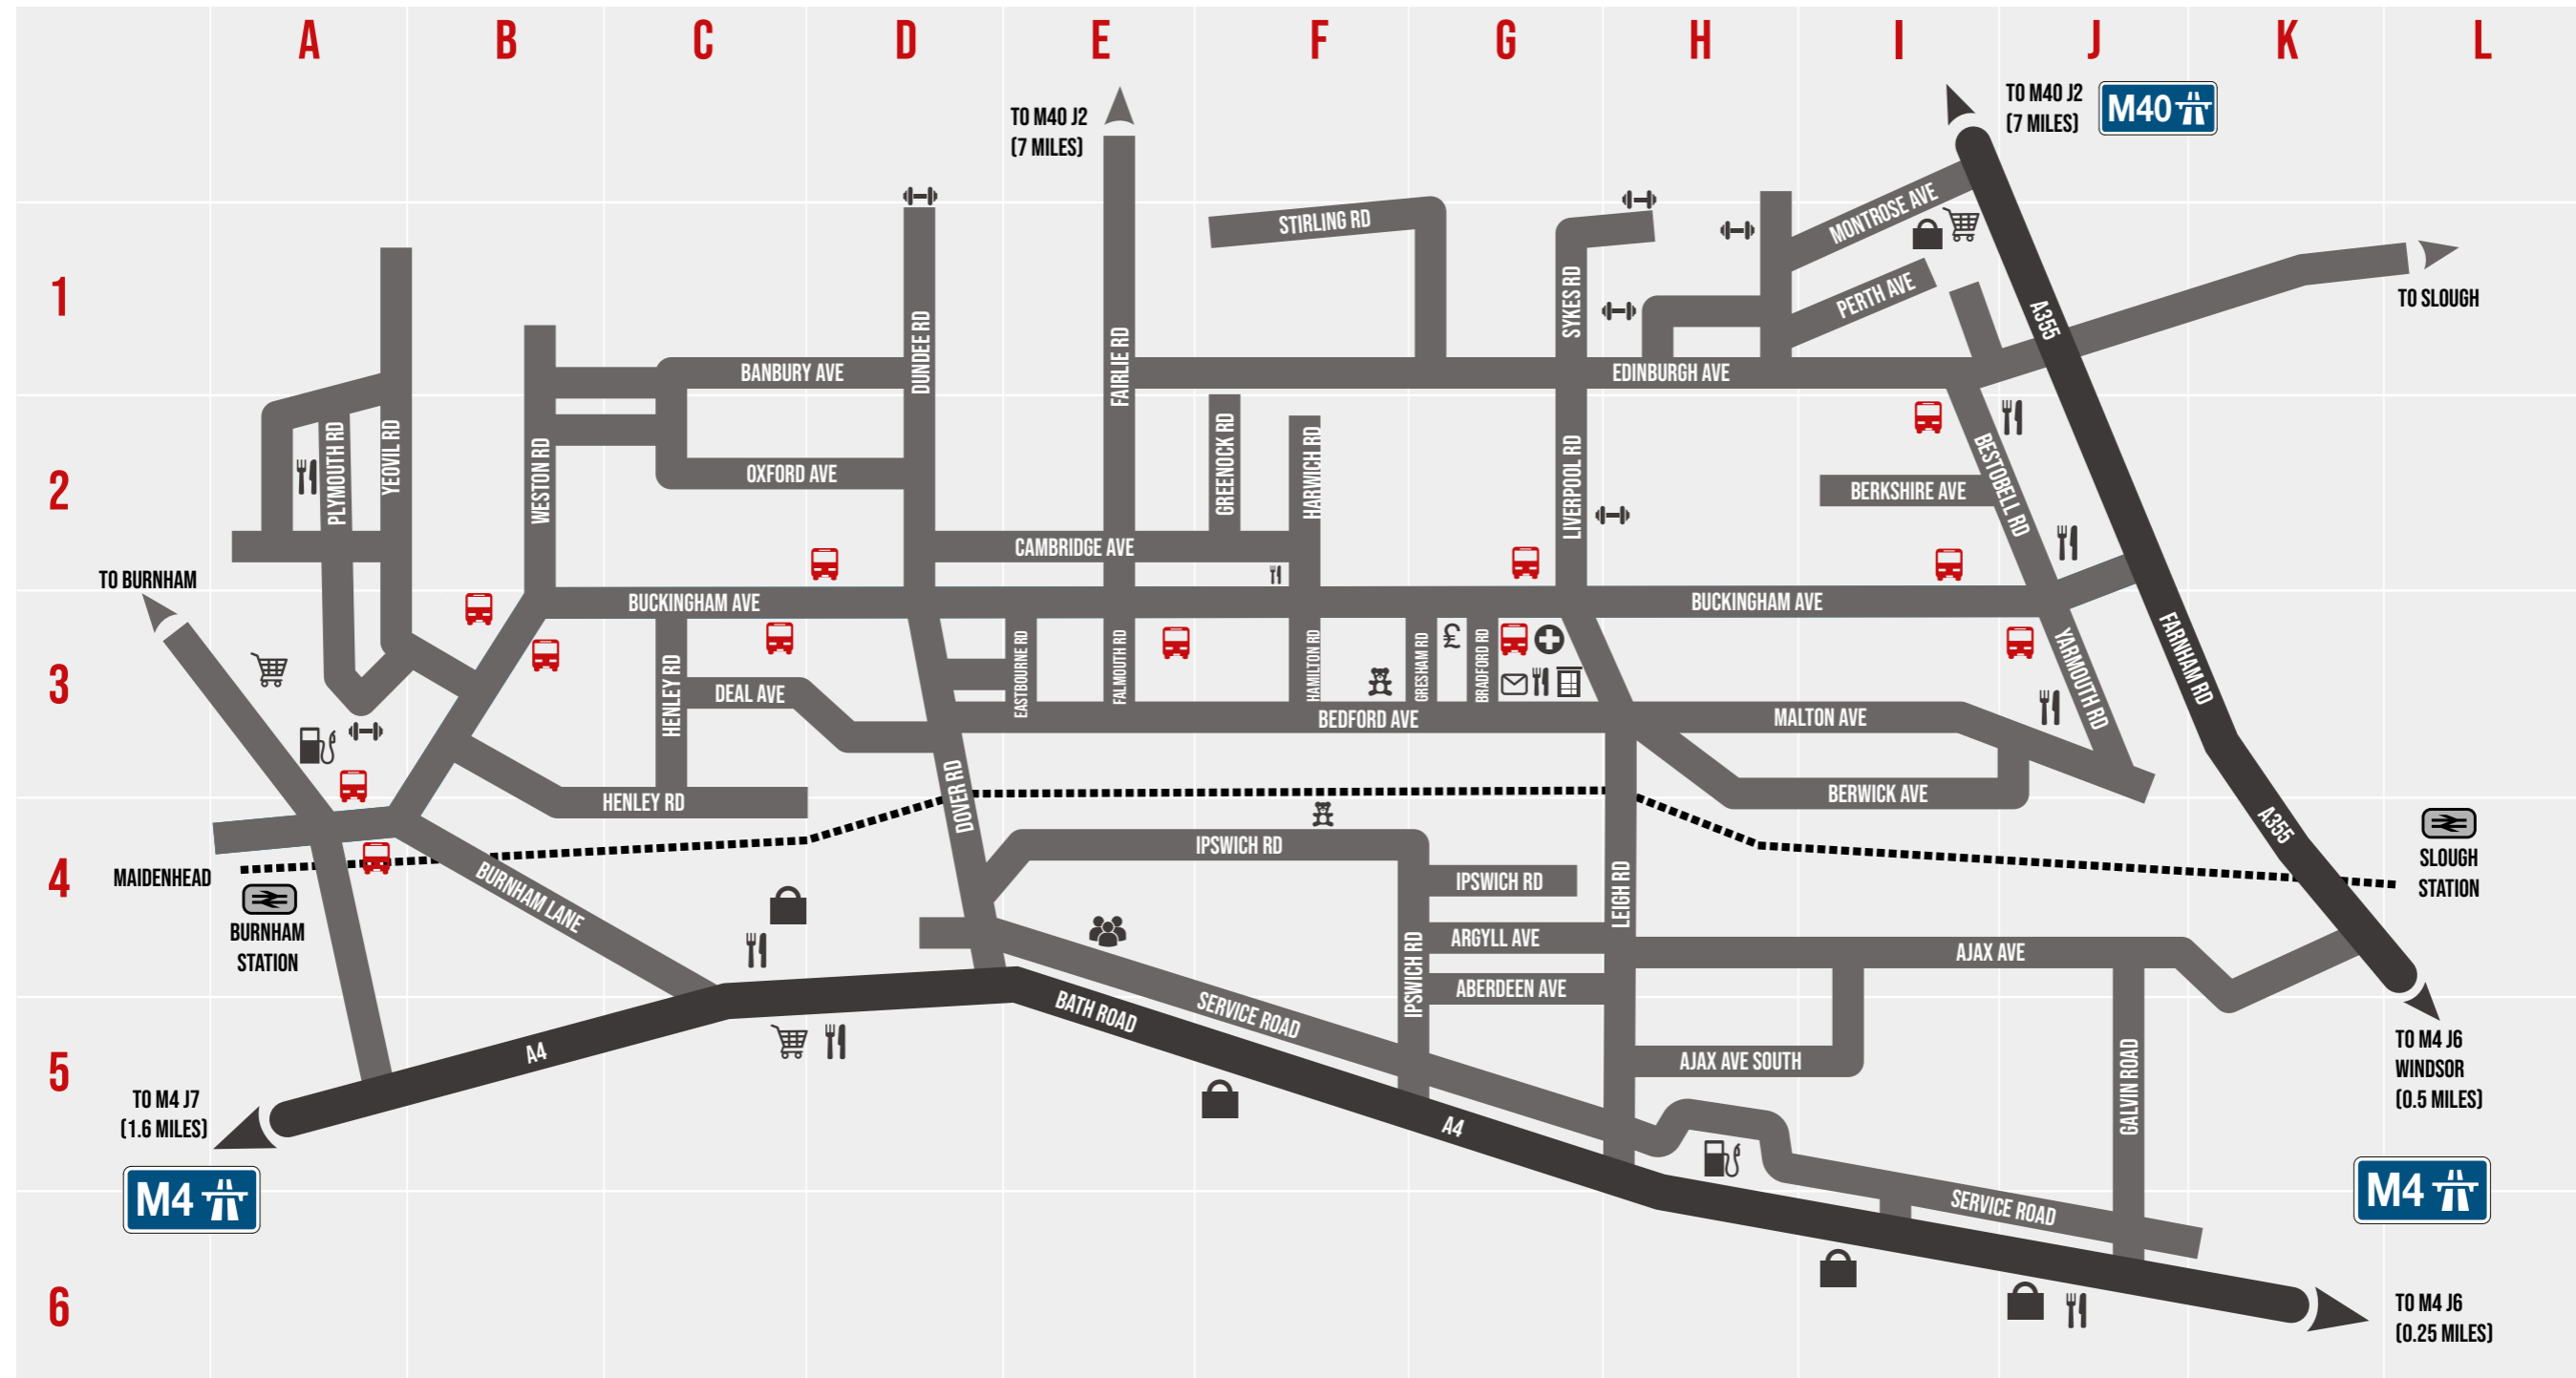 A B C D E F G H I J K L
TO M40 J2
(7 MILES)
TO M40 J2
(7 MILES)
M40
1
STIRLING RD
MONTROSE AVE
PERTH AVE
SYKES RD
DUNDEE RD
FAIRLIE RD
BANBURY AVE
EDINBURGH AVE
A355
TO SLOUGH
2
PLYMOUTH RD
YEOVIL RD
WESTON RD
OXFORD AVE
GREENOCK RD
HARWICH RD
LIVERPOOL RD
BERKSHIRE AVE
BESTOBELL RD
CAMBRIDGE AVE
TO BURNHAM
BUCKINGHAM AVE
BUCKINGHAM AVE
3
HENLEY RD
DEAL AVE
EASTBOURNE RD
FALMOUTH RD
HAMILTON RD
GRESHAM RD
£
BRADFORD RD
YARMOUTH RD
FARNHAM RD
BEDFORD AVE
MALTON AVE
HENLEY RD
DOVER RD
BERWICK AVE
A355
4
MAIDENHEAD
BURNHAM
STATION
BURNHAM LANE
IPSWICH RD
IPSWICH RD
LEIGH RD
ARGYLL AVE
IPSWICH RD
ABERDEEN AVE
AJAX AVE
SLOUGH
STATION
5
A4
BATH ROAD
SERVICE ROAD
AJAX AVE SOUTH
GALVIN ROAD
A4
TO M4 J7
(1.6 MILES)
M4
TO M4 J6
WINDSOR
(0.5 MILES)
M4
SERVICE ROAD
6
TO M4 J6
(0.25 MILES)